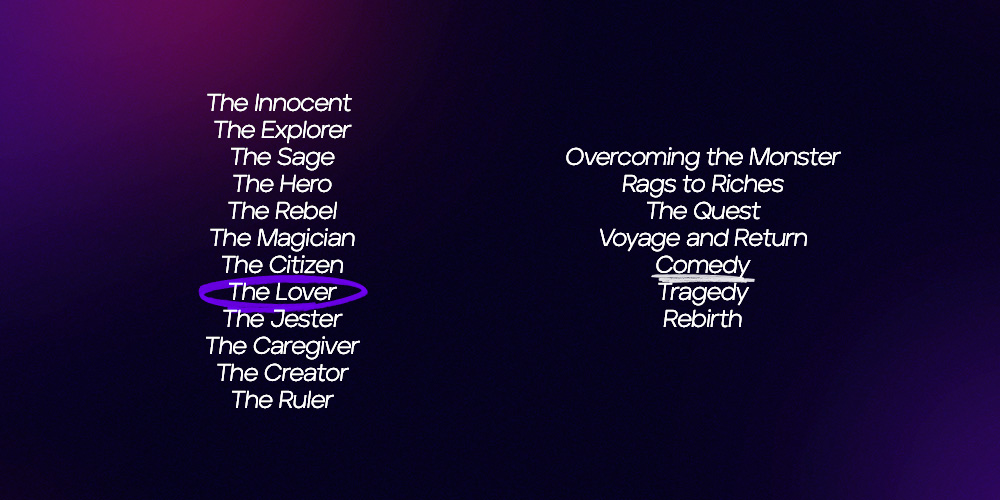 The Innocent
The Explorer
The Sage
The Hero
The Rebel
The Magician
The Citizen
The Lover
The Jester
The Caregiver
The Creator
The Ruler
Overcoming the Monster
Rags to Riches
The Quest
Voyage and Return
Comedy
Tragedy
Rebirth